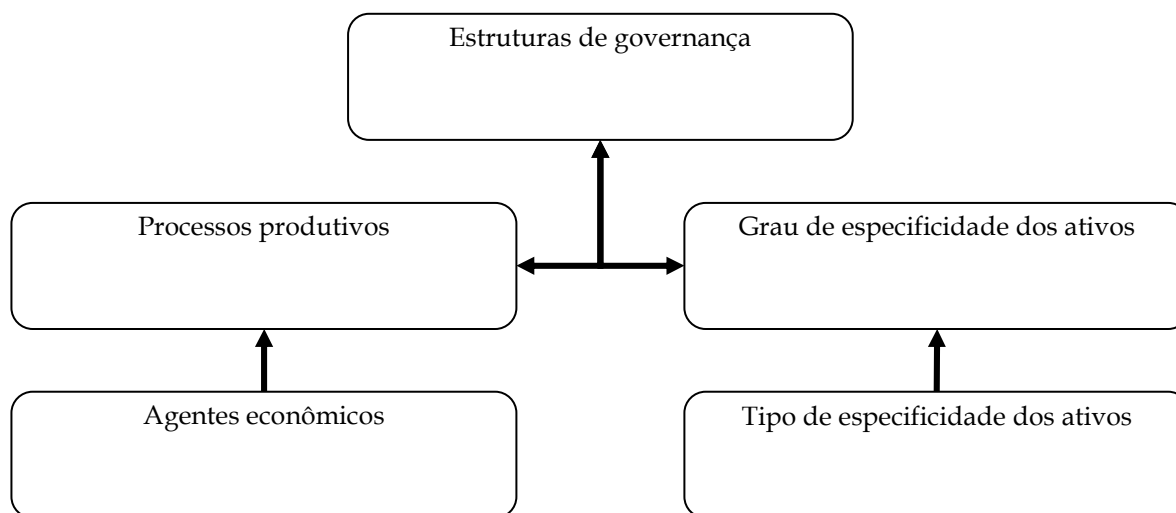 Estruturas de governança
Processos produtivos
Grau de especificidade dos ativos
Agentes econômicos
Tipo de especificidade dos ativos